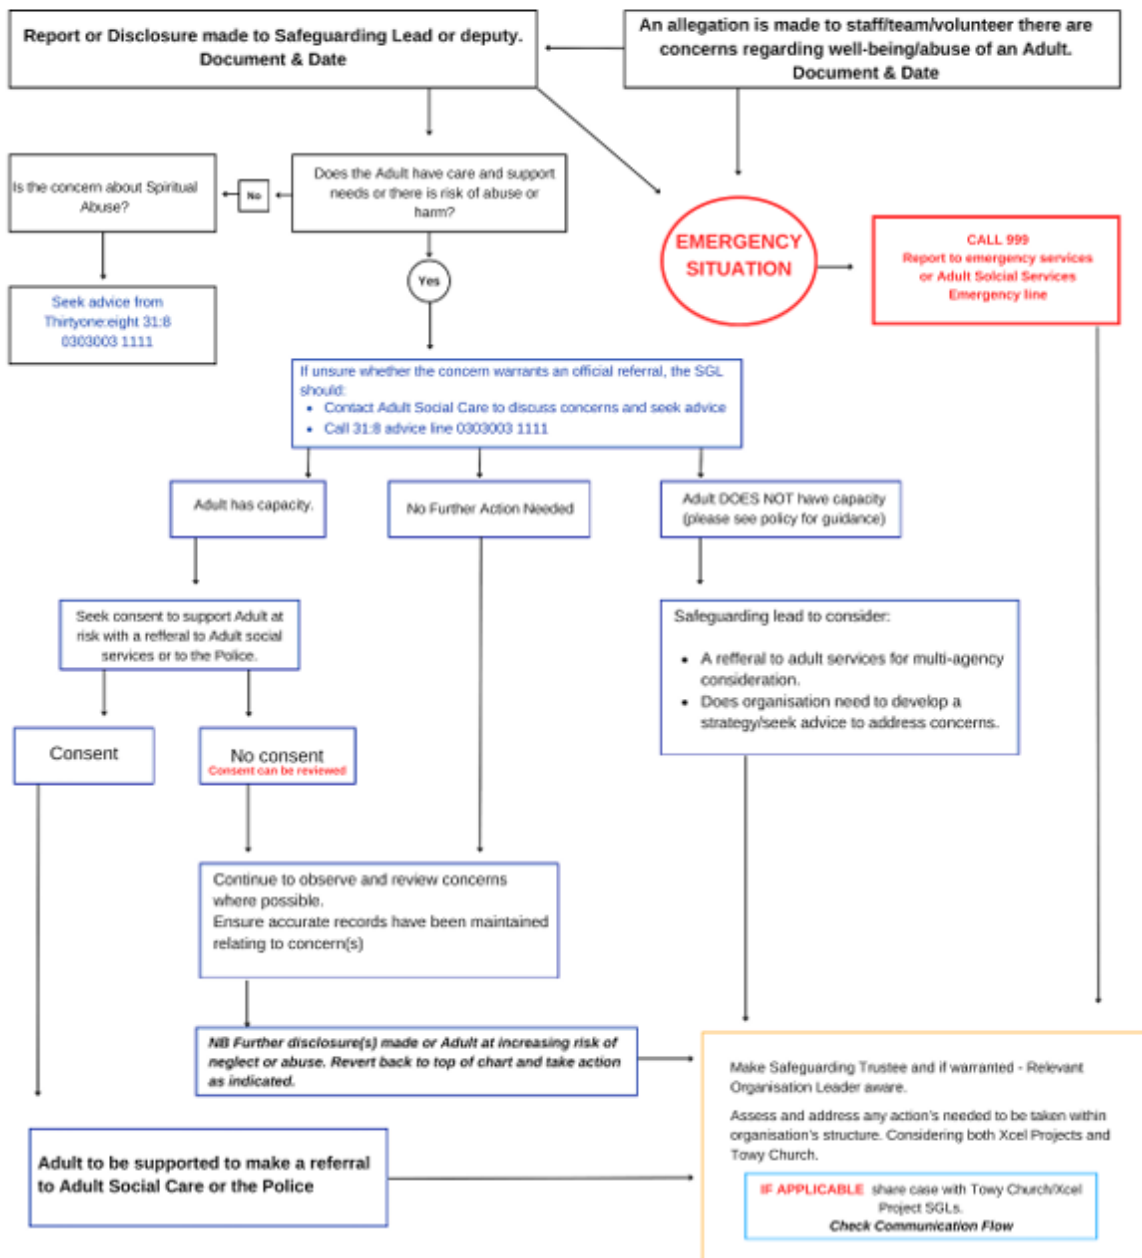 Report or Disclosure made to Safeguarding Lead or deputy.
Document & Date
An allegation is made to staff/team/volunteer there are
concerns regarding well-being/abuse of an Adult.
Document & Date
Is the concern about Spiritual
Abuse?
No
Does the Adult have care and support
needs or there is risk of abuse or
harm?
EMERGENCY
SITUATION
CALL 999
Report to emergency services
or Adult Solcial Services
Emergency line
Yes
Seek advice from
Thirtyone:eight 31:8
0303003 1111
If unsure whether the concern warrants an official referral, the SGL
should:
• Contact Adult Social Care to discuss concerns and seek advice
• Call 31:8 advice line 0303003 1111
Adult has capacity.
No Further Action Needed
Adult DOES NOT have capacity
(please see policy for guidance)
Seek consent to support Adult at
risk with a refferal to Adult social
services or to the Police.
Safeguarding lead to consider:
• A refferal to adult services for multi-agency
consideration.
• Does organisation need to develop a
strategy/seek advice to address concerns.
Consent
No consent
Consent can be reviewed
Continue to observe and review concerns
where possible.
Ensure accurate records have been maintained
relating to concern(s)
NB Further disclosure(s) made or Adult at increasing risk of
neglect or abuse. Revert back to top of chart and take action
as indicated.
Make Safeguarding Trustee and if warranted - Relevant
Organisation Leader aware.
Assess and address any action's needed to be taken within
organisation's structure. Considering both Xcel Projects and
Towy Church.
Adult to be supported to make a referral
to Adult Social Care or the Police
IF APPLICABLE share case with Towy Church/Xcel
Project SGLs.
Check Communication Flow